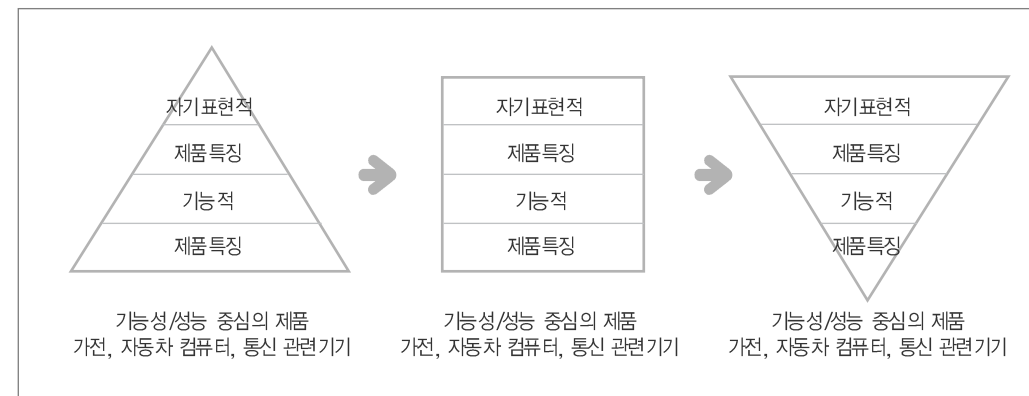 자기표현적
제품특징
기능적
제품특징
기능성/성능 중심의 제품
가전, 자동차 컴퓨터, 통신 관련기기
자기표현적
제품특징
기능적
제품특징
기능성/성능 중심의 제품
가전, 자동차 컴퓨터, 통신 관련기기
자기표현적
제품특징
기능적
제품특징
기능성/성능 중심의 제품
가전, 자동차 컴퓨터, 통신 관련기기